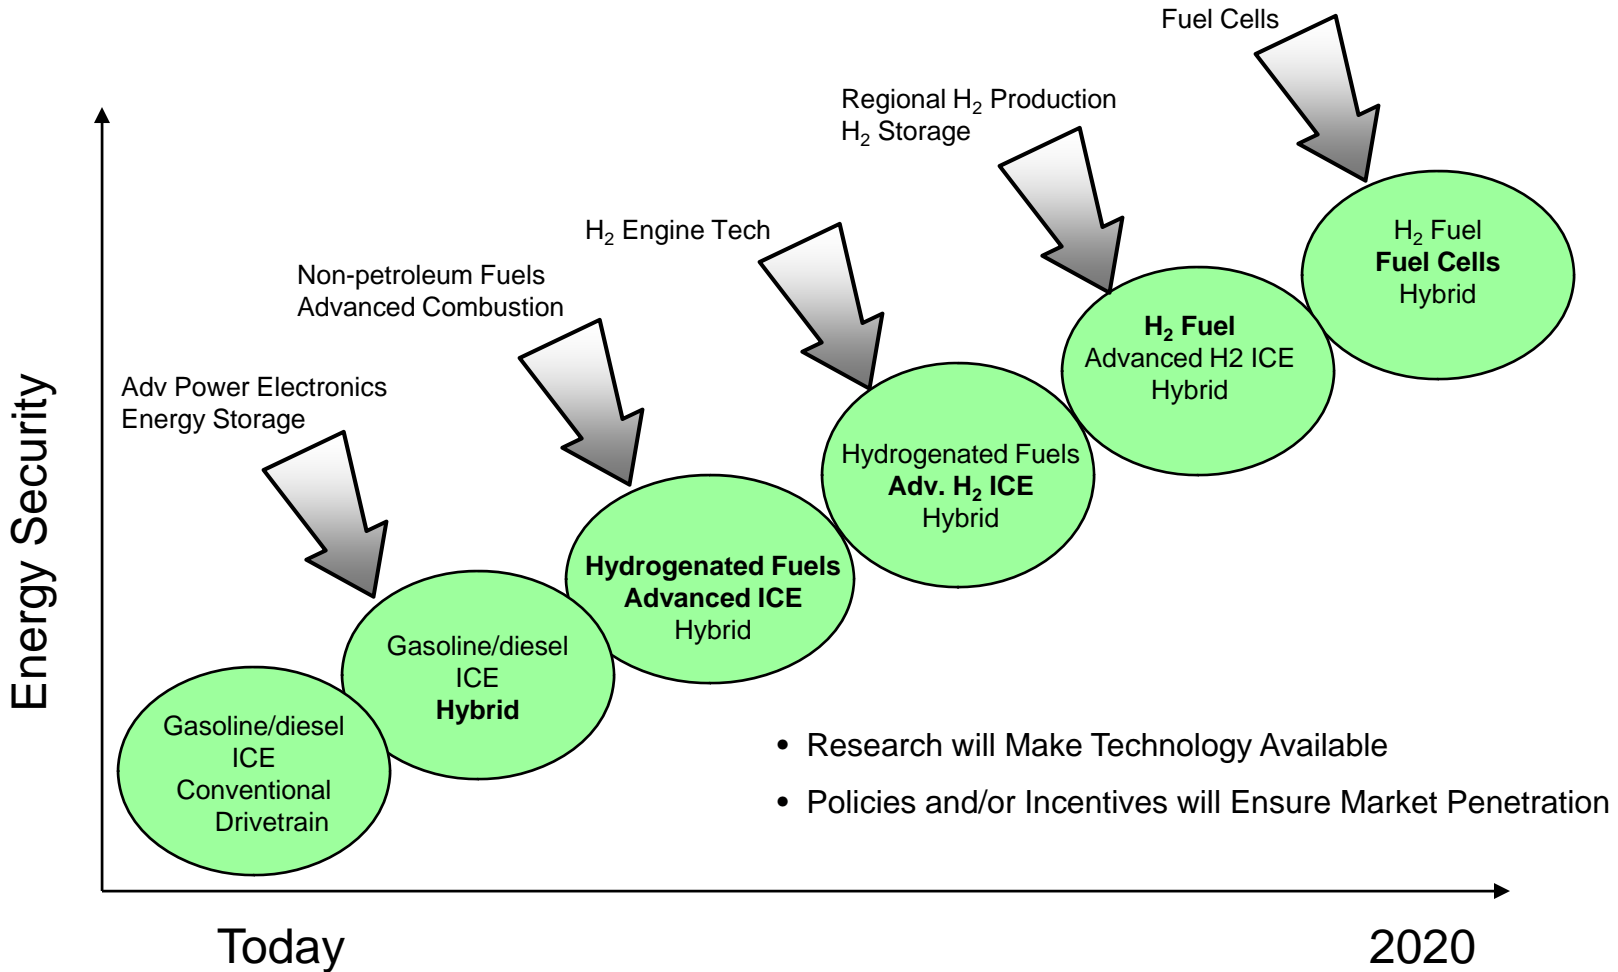 Fuel Cells
Regional H₂ Production
H₂ Storage
H₂ Engine Tech
Non-petroleum Fuels
Advanced Combustion
Adv Power Electronics
Energy Storage
Energy Security
H₂ Fuel
Fuel Cells
Hybrid
H₂ Fuel
Advanced H2 ICE
Hybrid
Hydrogenated Fuels
Adv. H₂ ICE
Hybrid
Hydrogenated Fuels
Advanced ICE
Hybrid
Gasoline/diesel
ICE
Hybrid
Gasoline/diesel
ICE
Conventional
Drivetrain
• Research will Make Technology Available
• Policies and/or Incentives will Ensure Market Penetration
Today
2020